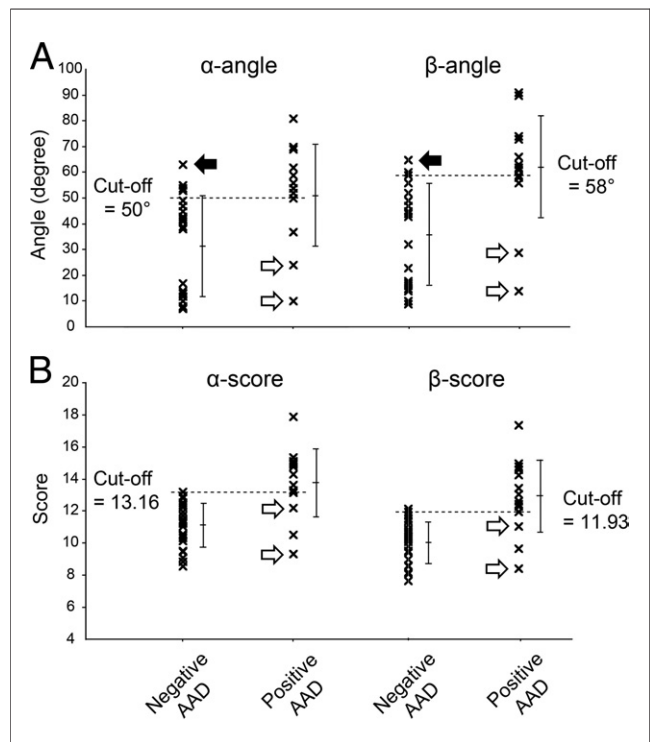 A
α-angle
β-angle
100
90
80
70
60
50
40
30
20
10
0
Angle (degree)
Cut-off
= 50°
Cut-off
= 58°
B
α-score
β-score
20
18
16
14
12
10
8
6
4
Score
Cut-off
= 13.16
Cut-off
= 11.93
Negative
AAD
Positive
AAD
Negative
AAD
Positive
AAD